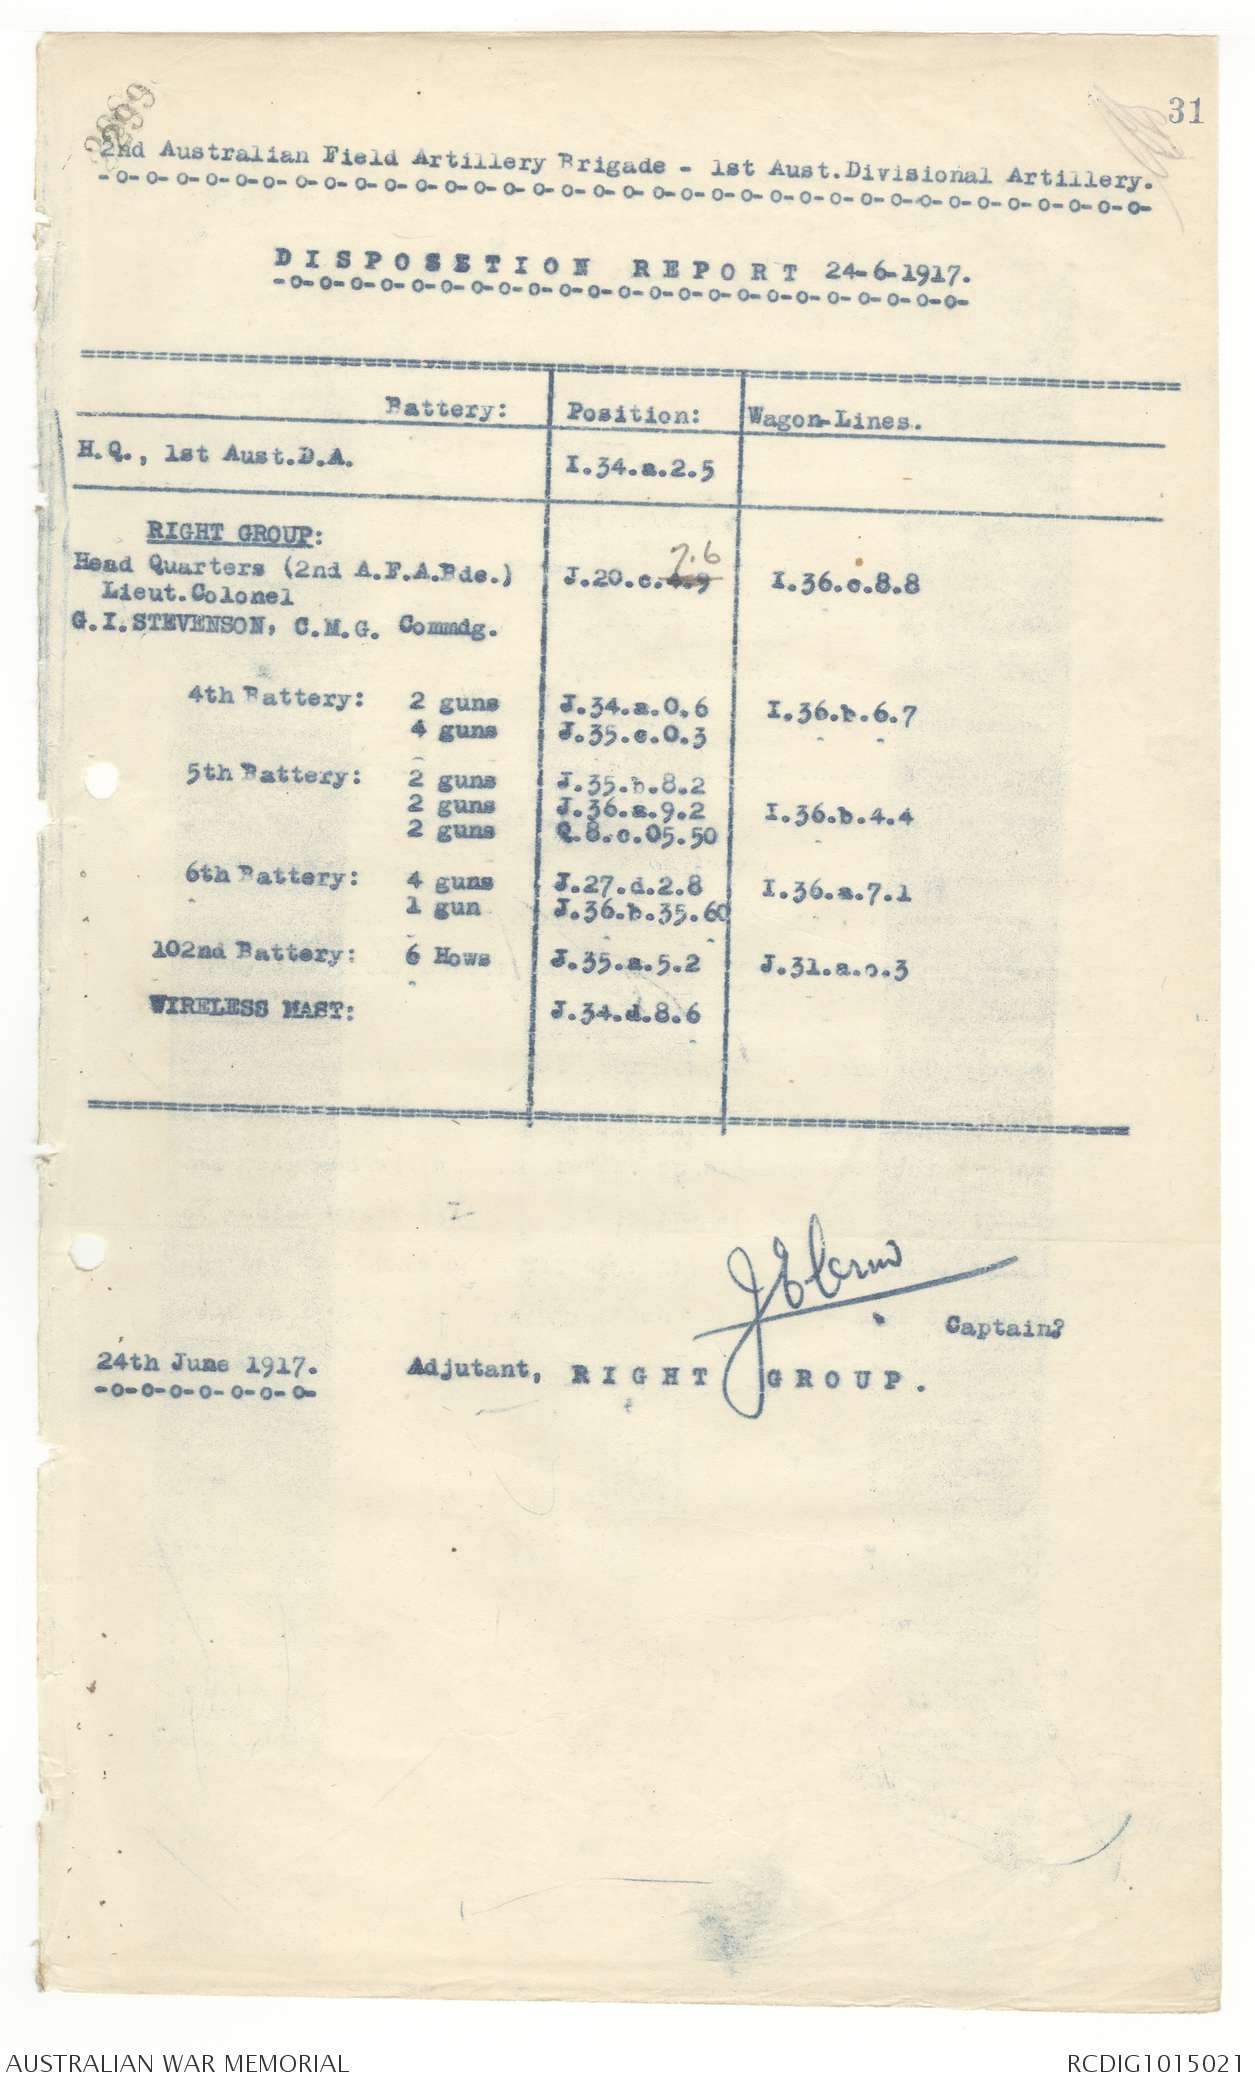 31
2nd Australian Field Artillery Brigade - 1st Aust.Divisional Artillery.
-o-o-o-o-o-o-o-o-o-o-o-o-o-o-o-o-o-o-o-o-o-o-o-o-o-o-o-o-o-o-o-o-o-o-o-
DISPOSETION REPORT 24-6-1917.
-o-o-o-o-o-o-o-o-o-o-o-o-o-o-o-o-o-o-o-o-o-o-o-
Battery: Position: Wagon-Lines.
H.Q., 1st Aust.D.A. I.34.a.2.5
RIGHT GROUP:
7.6
Head Quarters (2nd A.F.A.Bde.) J.20.c. I.36.c.8.8
Lieut.Colonel
G.I.STEVENSON, C.M.G. Commdg.
4th Battery: 2 guns J.34.a.0.6 I.36.b.6.7
4 guns J.35.c.0.3
5th Battery: 2 guns J.35.b.8.2
2 guns J.36.a.9.2 I.36.b.4.4
2 guns Q.8.c.05.50
6th Battery: 4 guns J.27.d.2.8 I.36.a.7.1
1 gun J.36.b.35.60
102nd Battery: 6 Hows J.35.a.5.2 J.31.a.o.3
WIRELESS MAST: J.34.d.8.6
Captain?
24th June 1917. Adjutant, RIGHT GROUP.
-o-o-o-o-o-o-o-
AUSTRALIAN WAR MEMORIAL RCDIG1015021